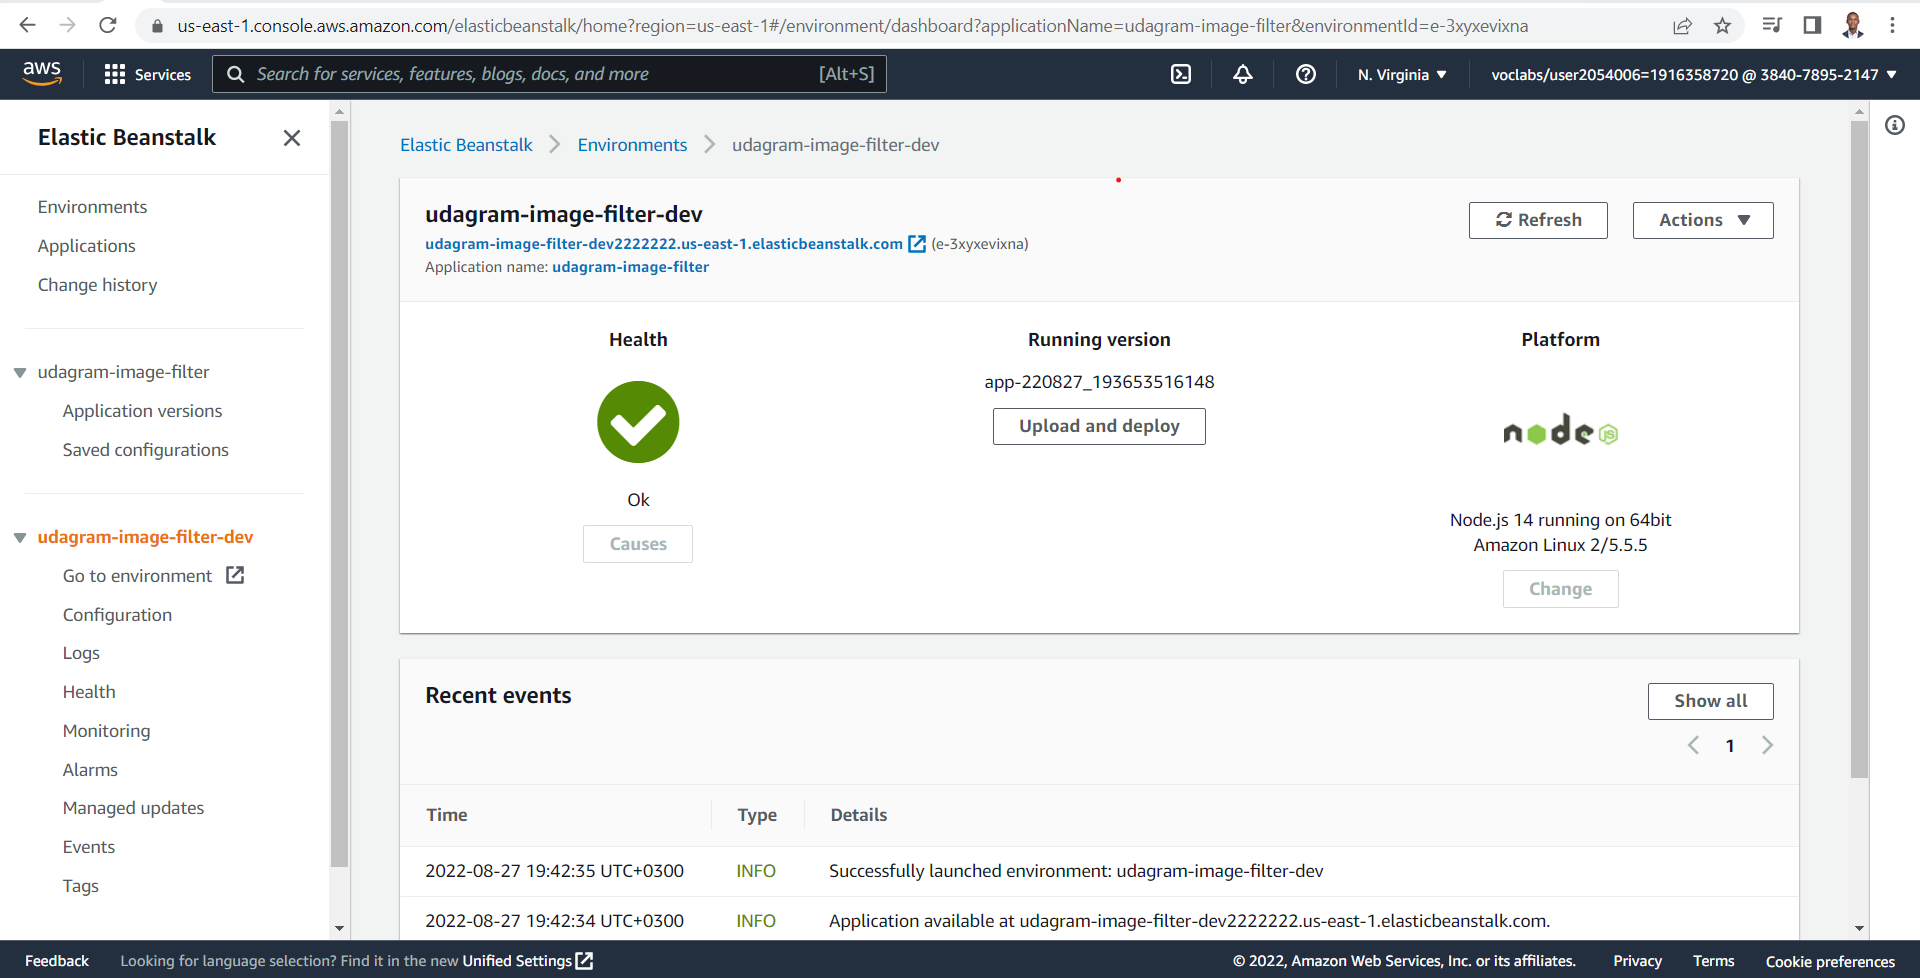 us-east-1.console.aws.amazon.com/elasticbeanstalk/home?region=us-east-1#/environment/dashboard?applicationName=udagram-image-filter&environmentId=e-3xyxevixna
aws
Services
Search for services, features, blogs, docs, and more
[Alt+S]
N. Virginia
voclabs/user2054006=1916358720 @ 3840-7895-2147
Elastic Beanstalk
Environments
Applications
Change history
udagram-image-filter
Application versions
Saved configurations
udagram-image-filter-dev
Go to environment
Configuration
Logs
Health
Monitoring
Alarms
Managed updates
Events
Tags
Elastic Beanstalk
Environments
udagram-image-filter-dev
udagram-image-filter-dev
udagram-image-filter-dev2222222.us-east-1.elasticbeanstalk.com (e-3xyxevixna)
Application name: udagram-image-filter
Refresh
Actions
Health
Ok
Causes
Running version
app-220827_193653516148
Upload and deploy
Platform
node JS
Node.js 14 running on 64bit
Amazon Linux 2/5.5.5
Change
Recent events
Show all
1
Time Type Details
2022-08-27 19:42:35 UTC+0300 INFO Successfully launched environment: udagram-image-filter-dev
2022-08-27 19:42:34 UTC+0300 INFO Application available at udagram-image-filter-dev2222222.us-east-1.elasticbeanstalk.com.
Feedback
Looking for language selection? Find it in the new Unified Settings
© 2022, Amazon Web Services, Inc. or its affiliates.
Privacy
Terms
Cookie preferences